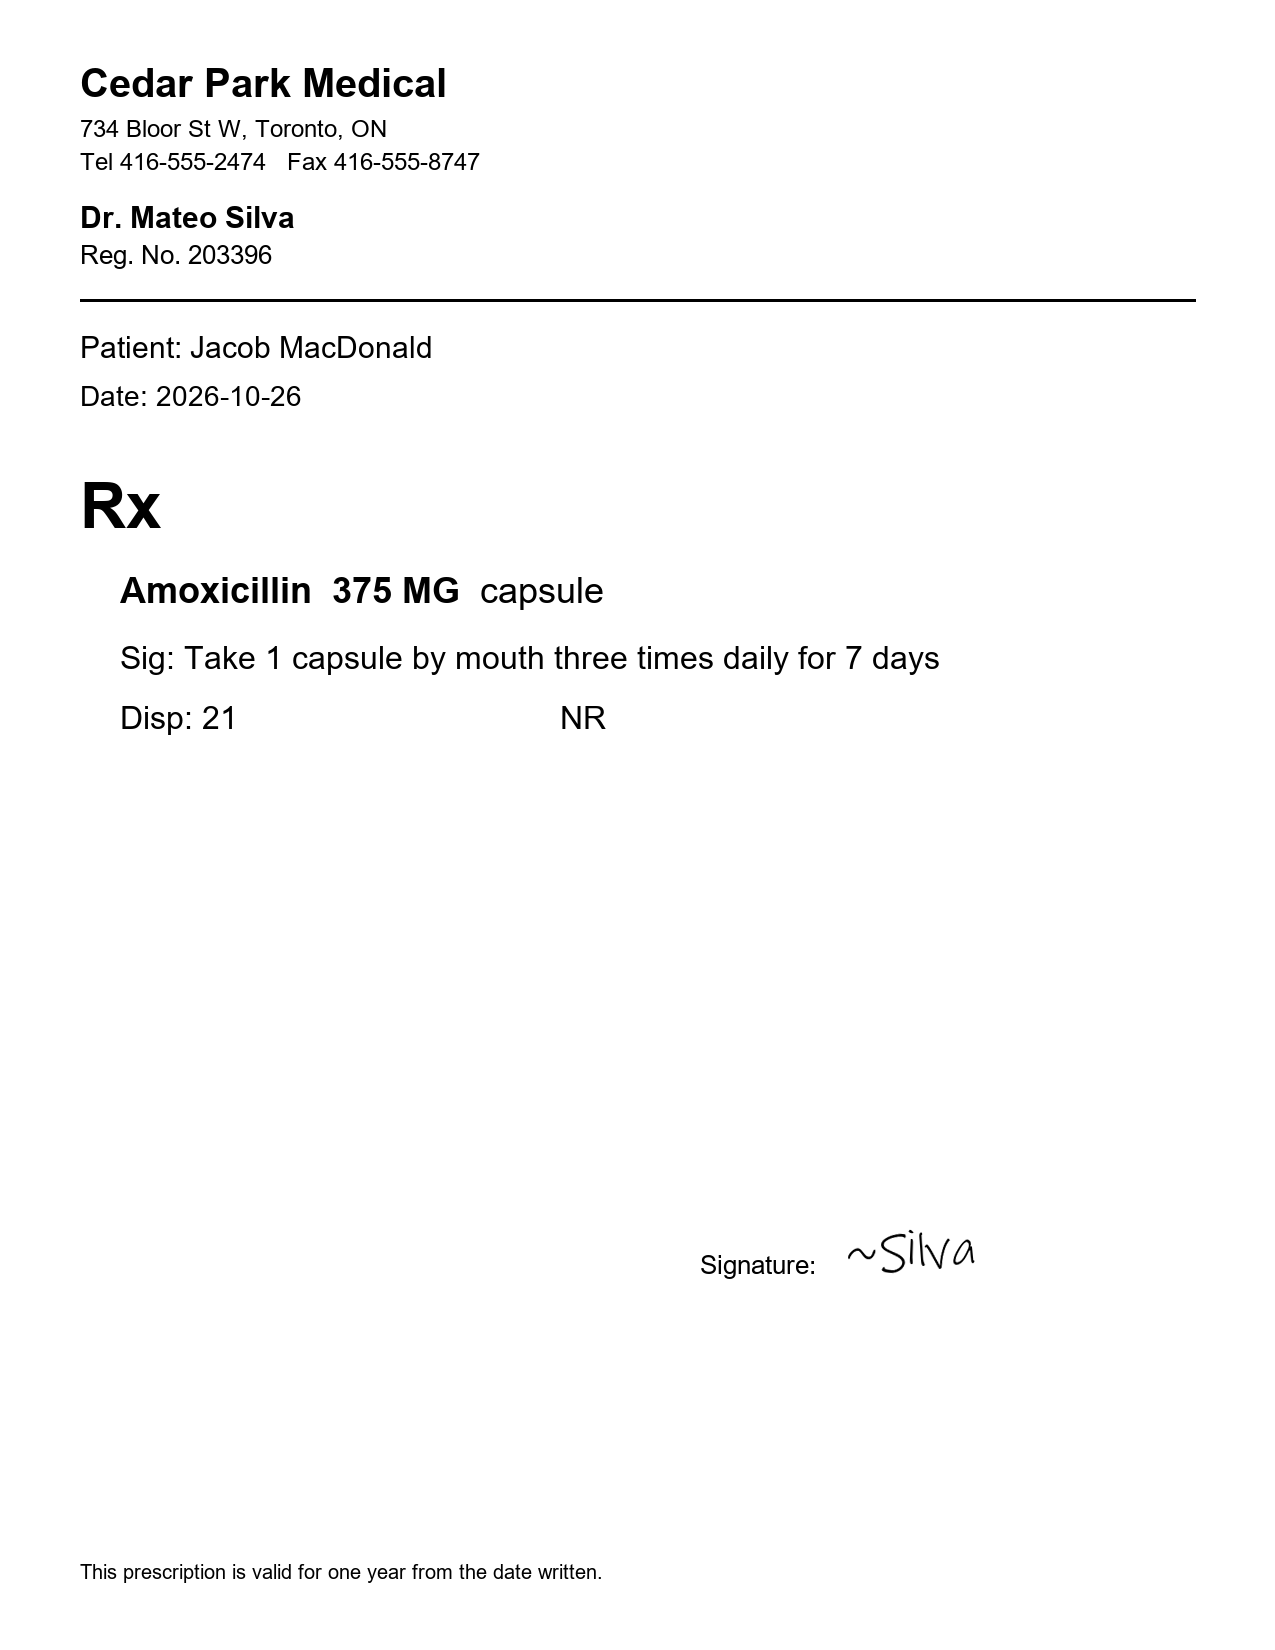 Cedar Park Medical
734 Bloor St W, Toronto, ON
Tel 416-555-2474   Fax 416-555-8747
Dr. Mateo Silva
Reg. No. 203396
Patient: Jacob MacDonald
Date: 2026-10-26
Rx
Amoxicillin  375 MG  capsule
Sig: Take 1 capsule by mouth three times daily for 7 days
Disp: 21   NR
Signature: ~Silva
This prescription is valid for one year from the date written.